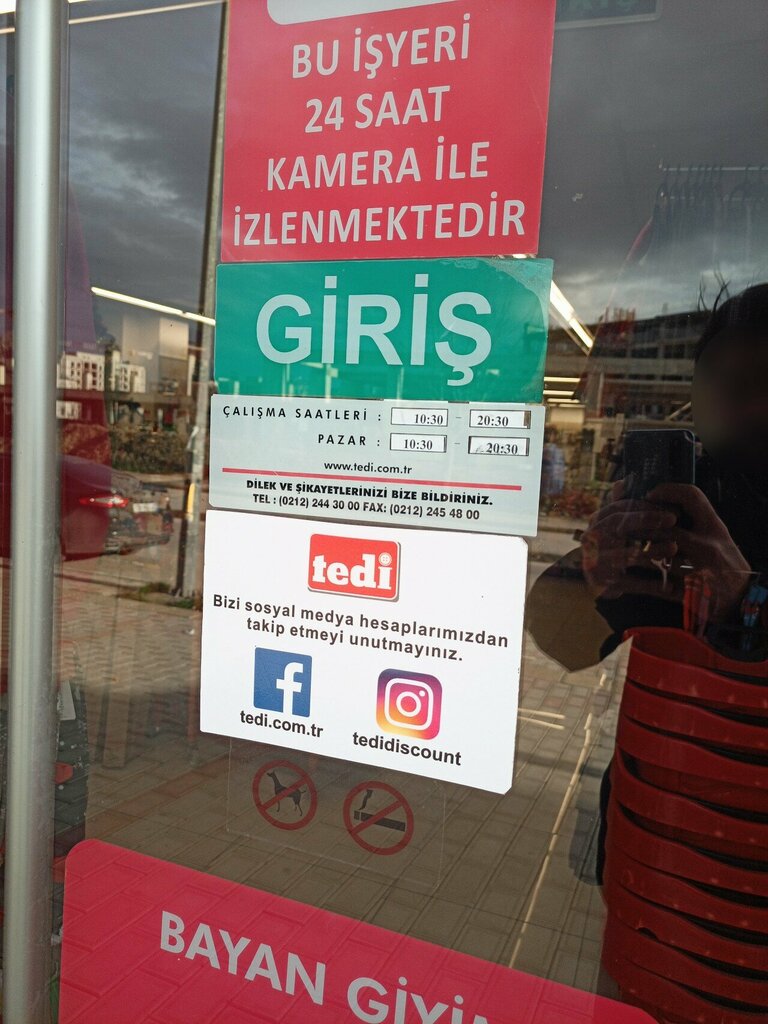 BU İŞYERİ
24 SAAT
KAMERA İLE
İZLENMEKTEDİR
GİRİŞ
ÇALIŞMA SAATLERİ : 10:30 - 20:30
PAZAR : 10:30 - 20:30
www.tedi.com.tr
DİLEK VE ŞİKAYETLERİNİZİ BİZE BİLDİRİNİZ.
TEL : (0212) 244 30 00 FAX: (0212) 245 48 00
tedi
Bizi sosyal medya hesaplarımızdan
takip etmeyi unutmayınız.
tedi.com.tr
tedidiscount
BAYAN GİYİ